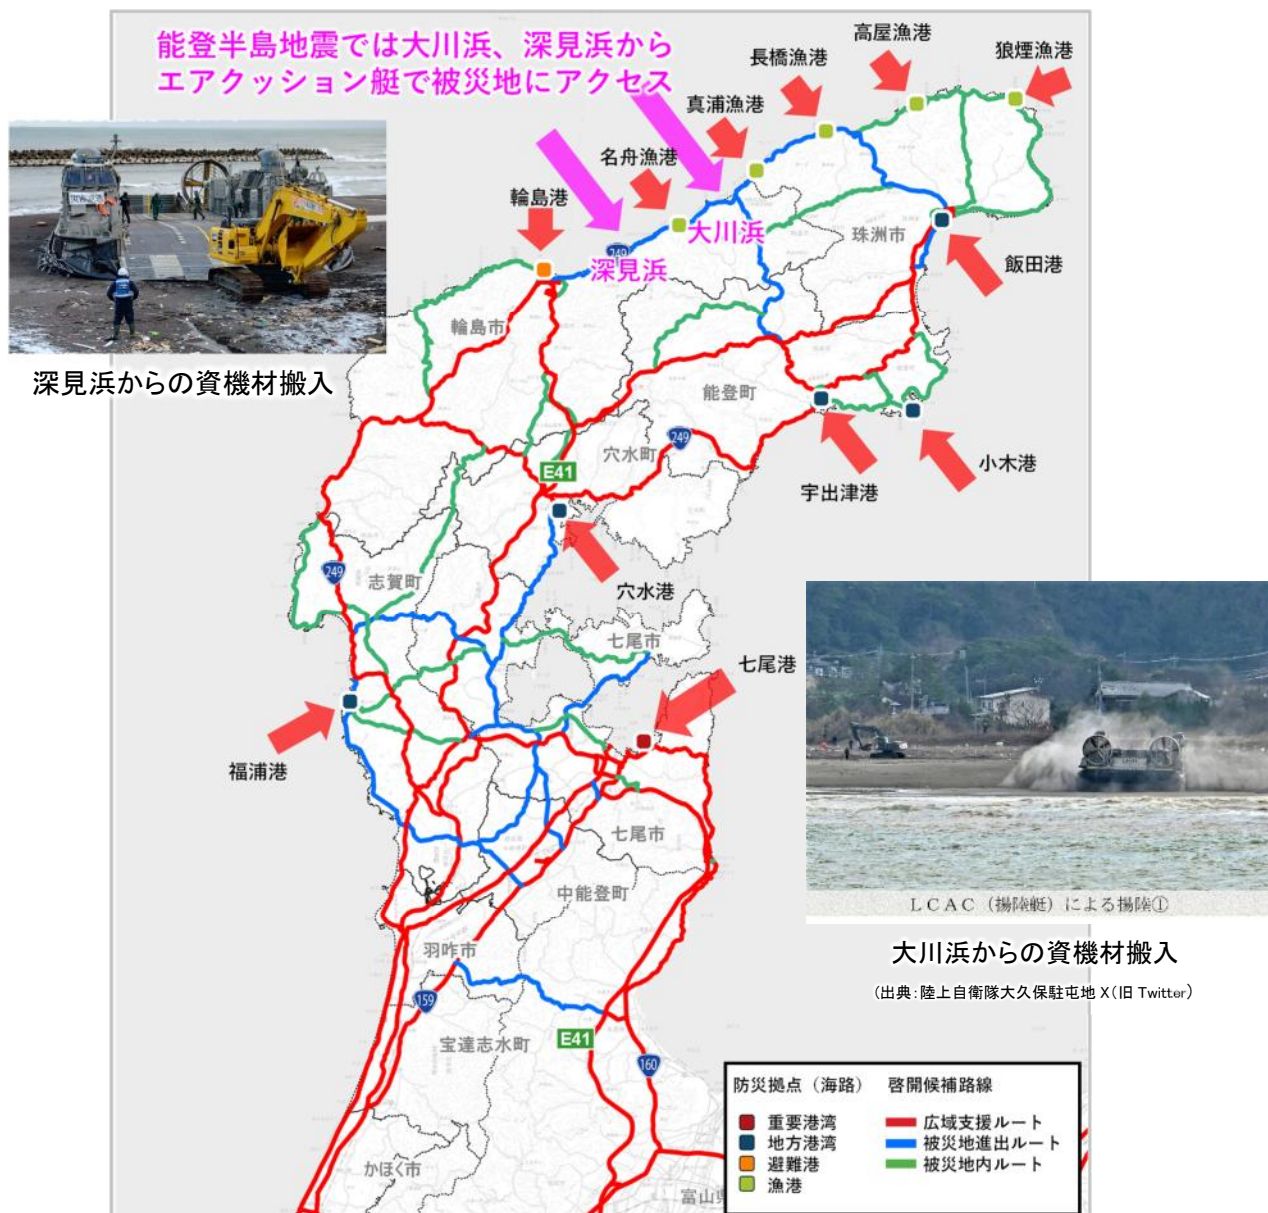 能登半島地震では大川浜、深見浜から
エアクッション艇で被災地にアクセス
高屋漁港
狼煙漁港
長橋漁港
真浦漁港
名舟漁港
輪島港
大川浜
249
深見浜
珠洲市
飯田港
輪島市
深見浜からの資機材搬入
能登町
249
穴水町
E41
小木港
宇出津港
249
志賀町
穴水港
七尾市
七尾港
福浦港
七尾市
中能登町
LCAC(揚陸艇)による揚陸①
羽咋市
大川浜からの資機材搬入
(出典:陸上自衛隊大久保駐屯地 X(旧 Twitter)
159
宝達志水町
E41
160
かほく市
富山県
防災拠点(海路)
重要港湾
地方港湾
避難港
漁港
啓開候補路線
広域支援ルート
被災地進出ルート
被災地内ルート